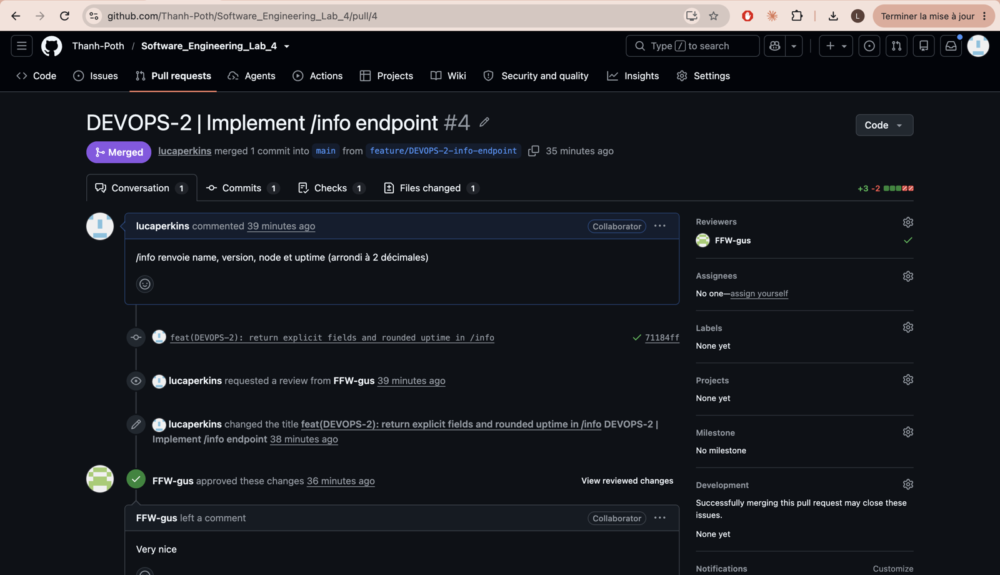 github.com/Thanh-Poth/Software_Engineering_Lab_4/pull/4
L
Terminer la mise à jour
Thanh-Poth / Software_Engineering_Lab_4
Type / to search
Code
Issues
Pull requests
Agents
Actions
Projects
Wiki
Security and quality
Insights
Settings
DEVOPS-2 | Implement /info endpoint #4
Code
Merged
lucaperkins merged 1 commit into main from feature/DEVOPS-2-info-endpoint 35 minutes ago
Conversation 1
Commits 1
Checks 1
Files changed 1
+3 -2
lucaperkins commented 39 minutes ago
Collaborator
/info renvoie name, version, node et uptime (arrondi à 2 décimales)
feat(DEVOPS-2): return explicit fields and rounded uptime in /info
71184ff
lucaperkins requested a review from FFW-gus 39 minutes ago
lucaperkins changed the title feat(DEVOPS-2): return explicit fields and rounded uptime in /info DEVOPS-2 |
Implement /info endpoint 38 minutes ago
FFW-gus approved these changes 36 minutes ago
View reviewed changes
FFW-gus left a comment
Collaborator
Very nice
Reviewers
FFW-gus
Assignees
No one—assign yourself
Labels
None yet
Projects
None yet
Milestone
No milestone
Development
Successfully merging this pull request may close these
issues.
None yet
Notifications
Customize